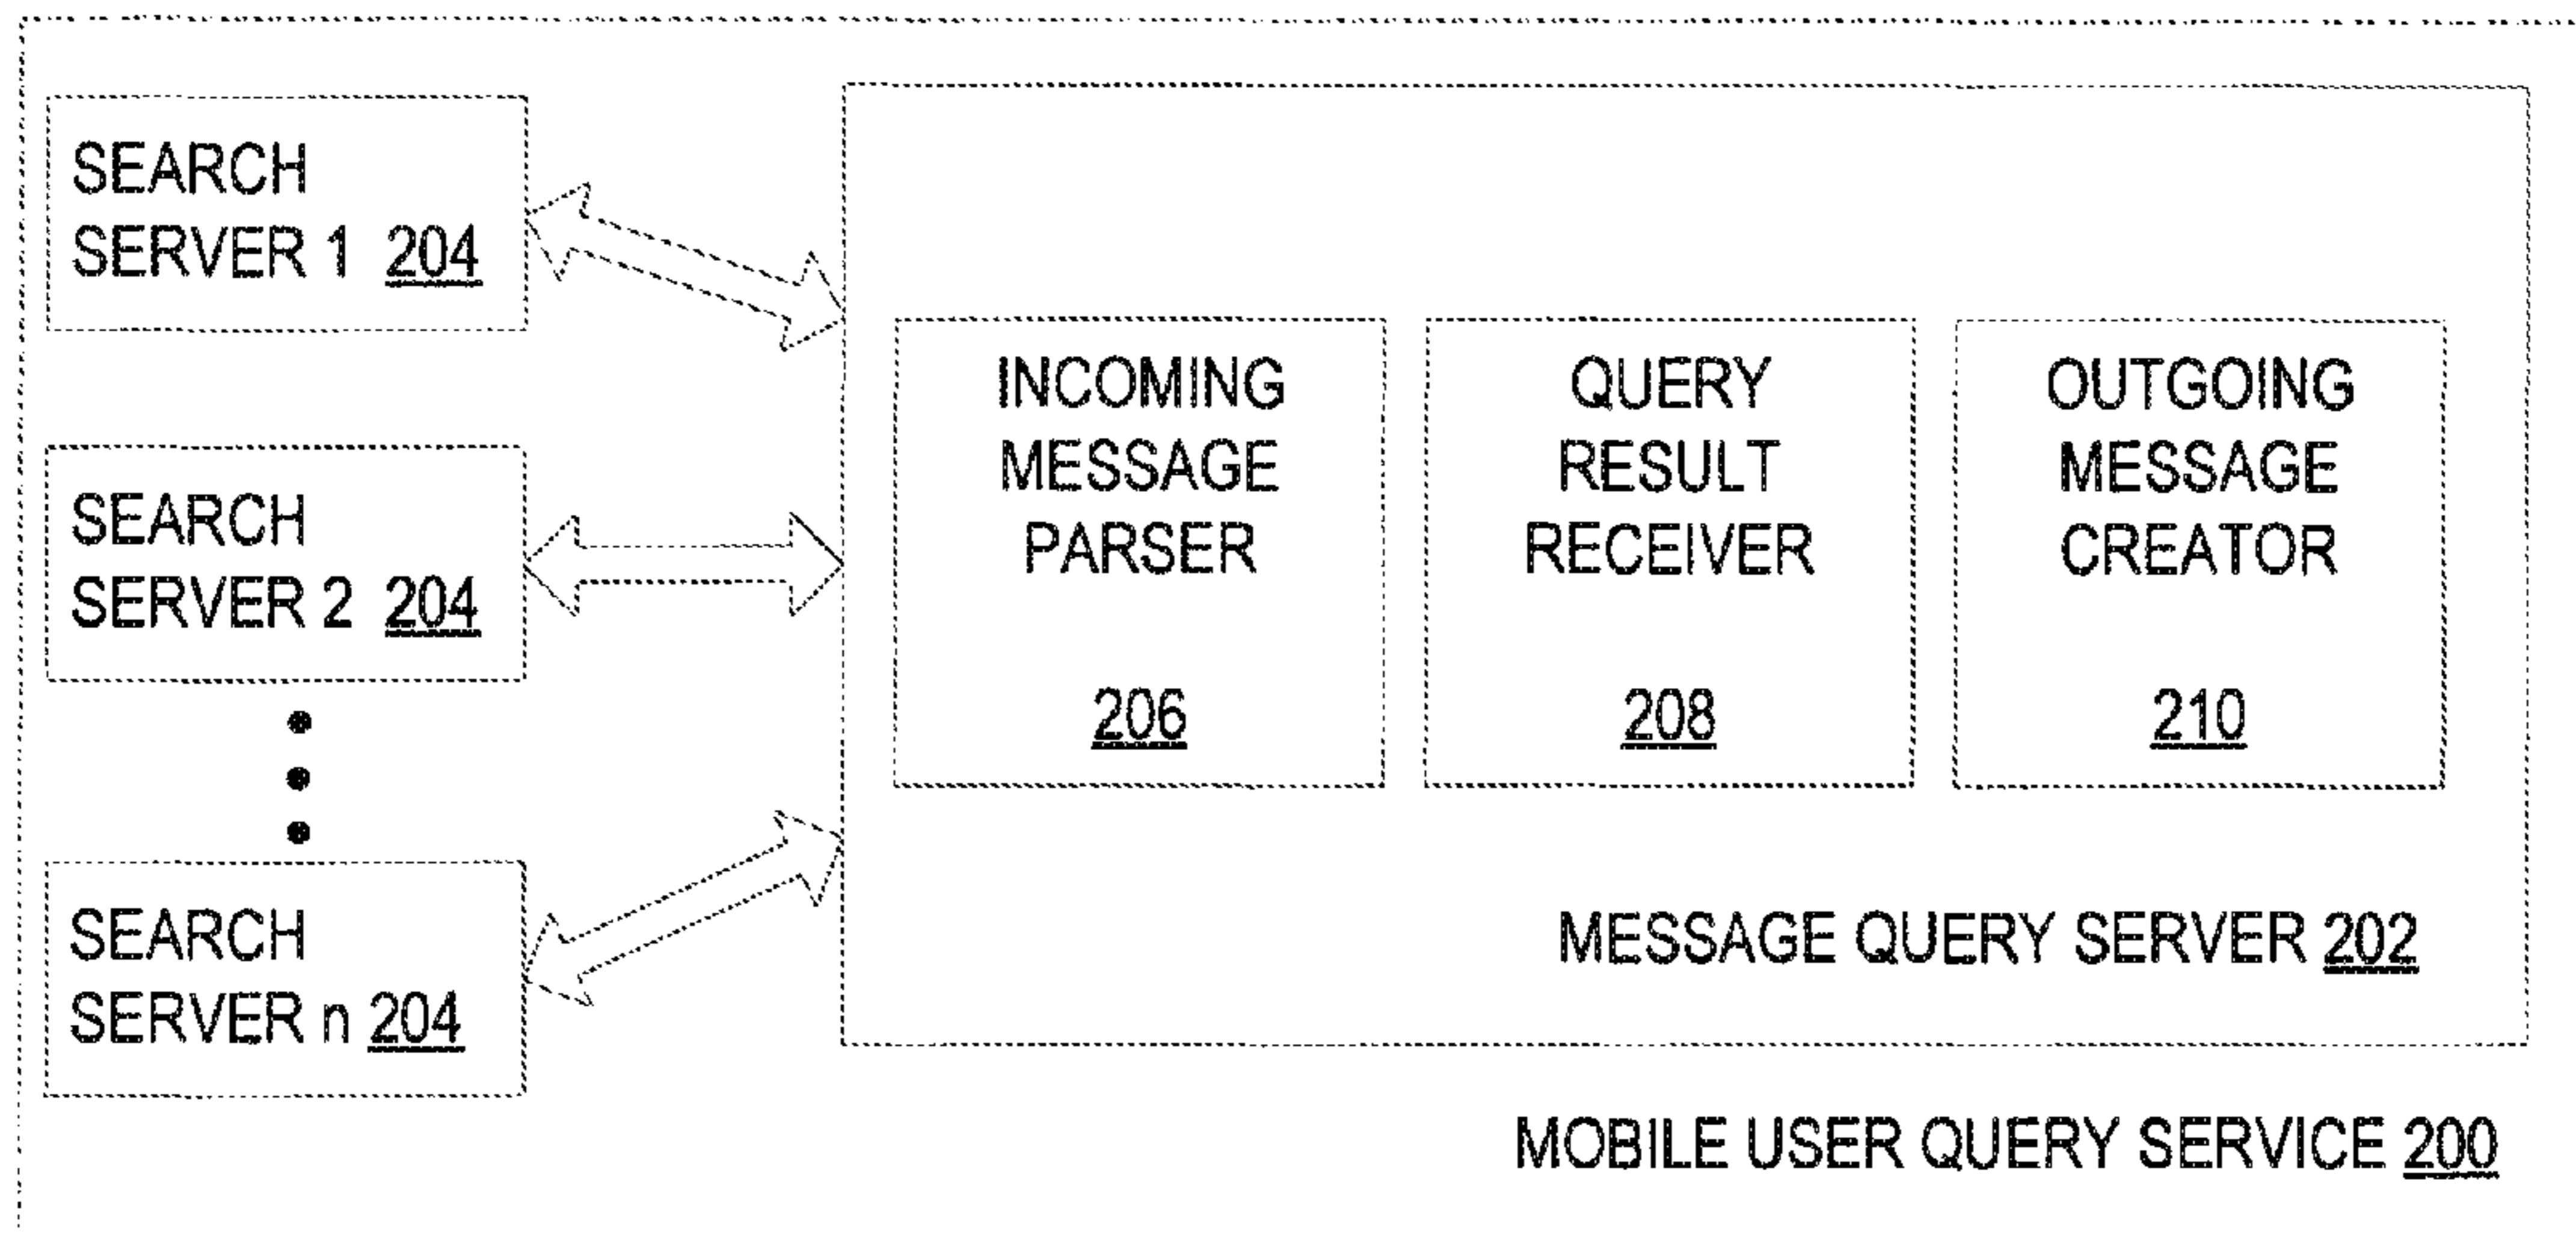 SEARCH
SERVER 1 204
SEARCH
SERVER 2 204
SEARCH
SERVER n 204
INCOMING
MESSAGE
PARSER
206
QUERY
RESULT
RECEIVER
208
OUTGOING
MESSAGE
CREATOR
210
MESSAGE QUERY SERVER 202
MOBILE USER QUERY SERVICE 200